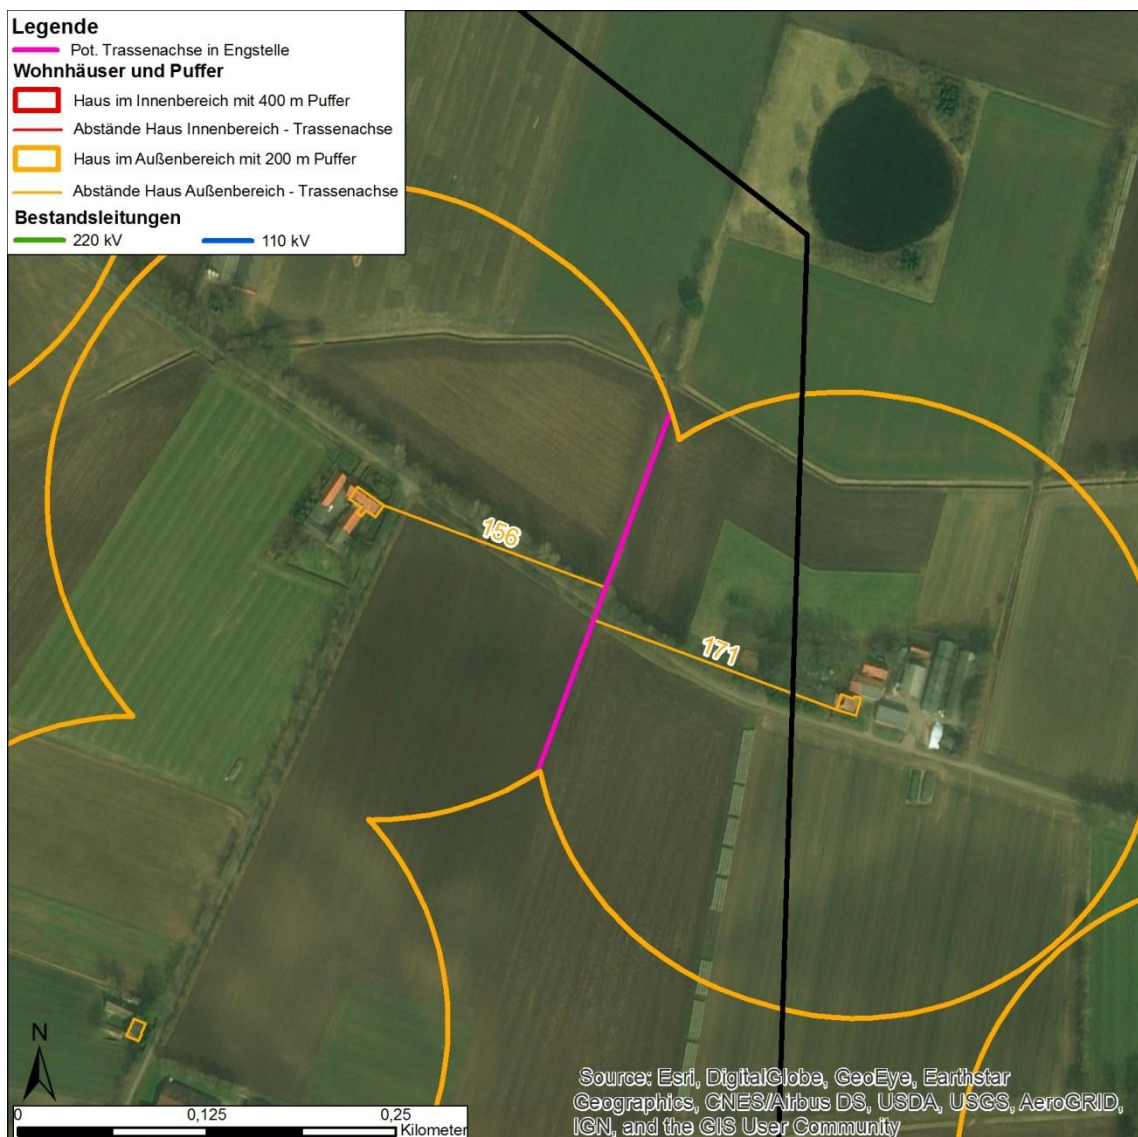 Legende
Pot. Trassenachse in Engstelle
Wohnhäuser und Puffer
Haus im Innenbereich mit 400 m Puffer
Abstände Haus Innenbereich - Trassenachse
Haus im Außenbereich mit 200 m Puffer
Abstände Haus Außenbereich - Trassenachse
Bestandsleitungen
220 kV 110 kV
156
171
N
0 0,125 0,25
Kilometer
Source: Esri, DigitalGlobe, GeoEye, Earthstar
Geographics, CNES/Airbus DS, USDA, USGS, AeroGRID,
IGN, and the GIS User Community